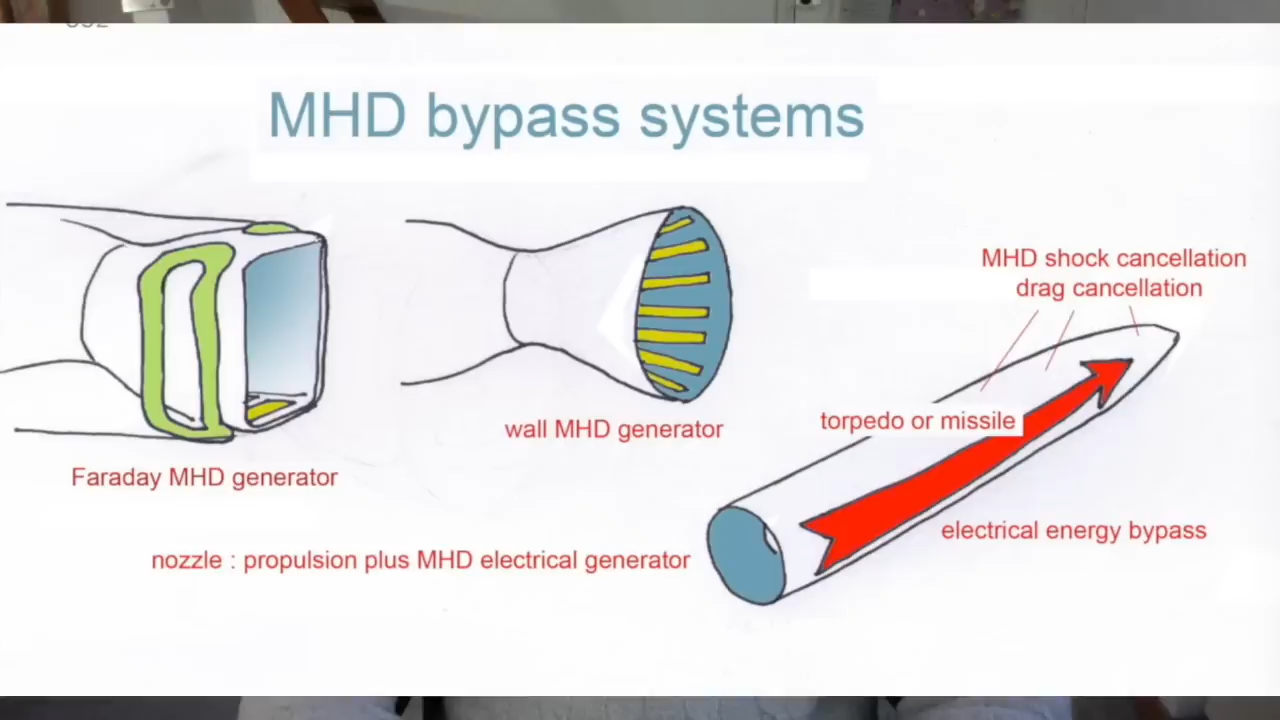 MHD bypass systems
MHD shock cancellation
drag cancellation
torpedo or missile
wall MHD generator
Faraday MHD generator
electrical energy bypass
nozzle : propulsion plus MHD electrical generator